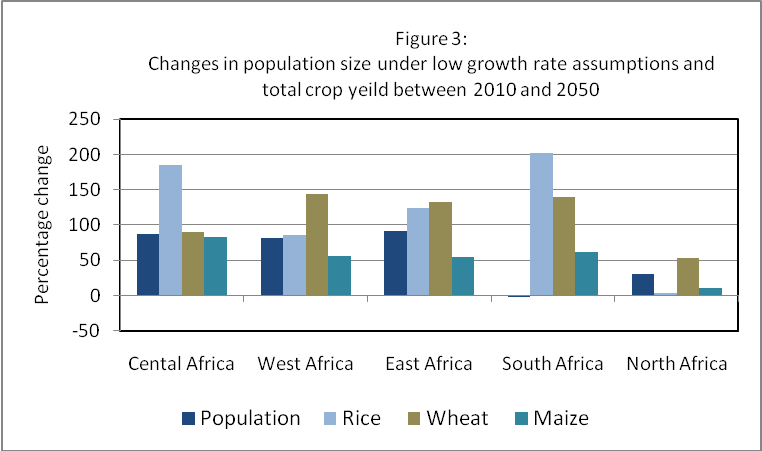 Figure 3:
Changes in population size under low growth rate assumptions and
total crop yeild between 2010 and 2050
Percentage change
250
200
150
100
50
0
-50
Cental Africa West Africa East Africa South Africa North Africa
Population Rice Wheat Maize